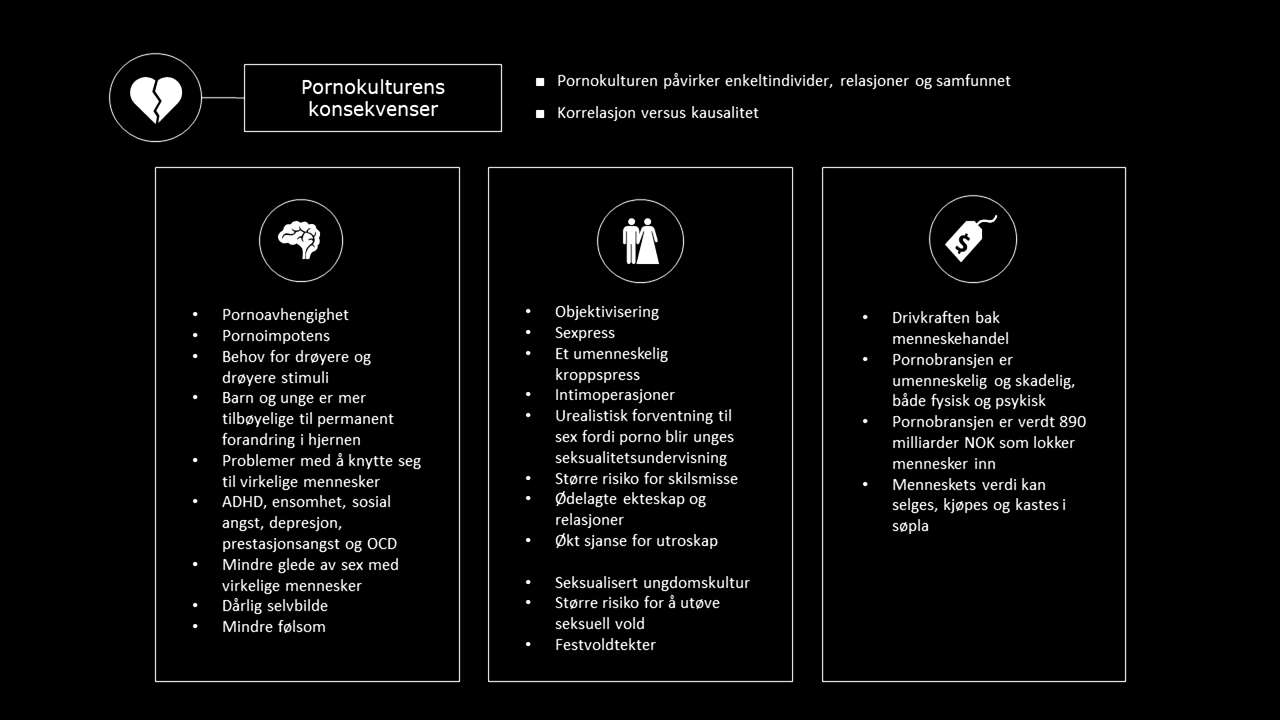 Pornokulturens
konsekvenser
Pornokulturen påvirker enkeltindivider, relasjoner og samfunnet
Korrelasjon versus kausalitet
Pornoavhengighet
Pornoimpotens
Behov for drøyere og
drøyere stimuli
Barn og unge er mer
tilbøyelige til permanent
forandring i hjernen
Problemer med å knytte seg
til virkelige mennesker
ADHD, ensomhet, sosial
angst, depresjon,
prestasjonsangst og OCD
Mindre glede av sex med
virkelige mennesker
Dårlig selvbilde
Mindre følsom
Objektivisering
Sexpress
Et umenneskelig
kroppspress
Intimoperasjoner
Urealistisk forventning til
sex fordi porno blir unges
seksualitetsundervisning
Større risiko for skilsmisse
Ødelagte ekteskap og
relasjoner
Økt sjanse for utroskap
Seksualisert ungdomskultur
Større risiko for å utøve
seksuell vold
Festvoldtekter
$
Drivkraften bak
menneskehandel
Pornobransjen er
umenneskelig og skadelig,
både fysisk og psykisk
Pornobransjen er verdt 890
milliarder NOK som lokker
mennesker inn
Menneskets verdi kan
selges, kjøpes og kastes i
søpla